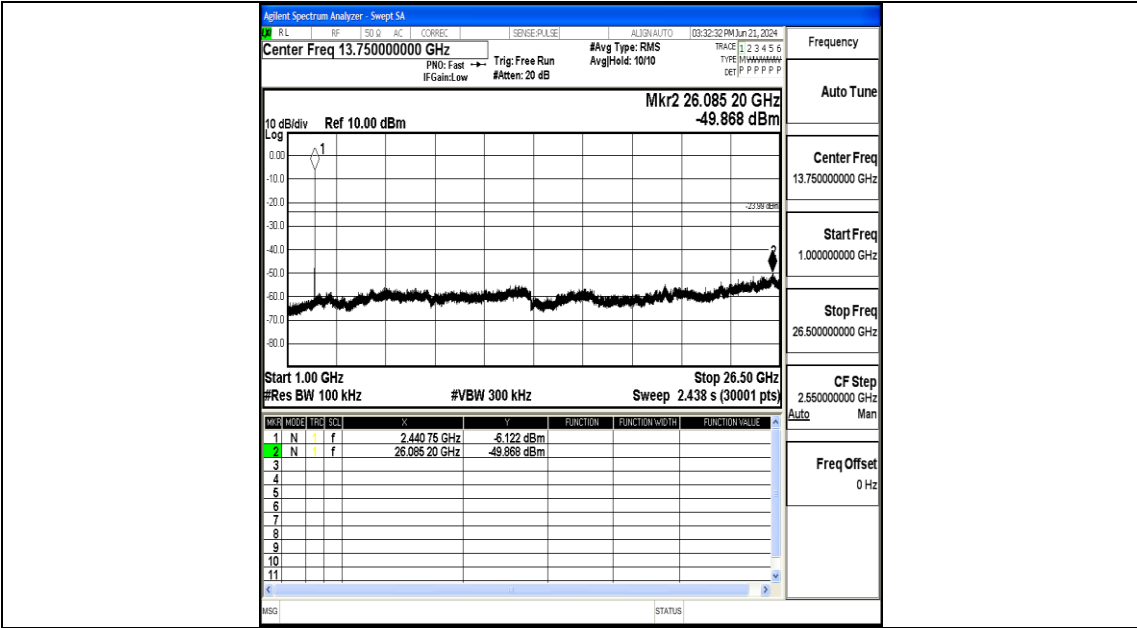 Agilent Spectrum Analyzer - Swept SA
RL RF 50 Ω AC CORREC SENSE:PULSE ALIGN AUTO 03:32:32 PM Jun 21, 2024
Center Freq 13.750000000 GHz
#Avg Type: RMS
TRACE 1 2 3 4 5 6
PNO: Fast
Trig: Free Run
Avg|Hold: 10/10
TYPE
IFGain:Low
#Atten: 20 dB
DET P P P P P P
Mkr2 26.085 20 GHz
-49.868 dBm
10 dB/div
Ref 10.00 dBm
Log
0.00
-10.0
-20.0
-30.0
-40.0
-50.0
-60.0
-70.0
-80.0
1
2
-23.99 dBm
Start 1.00 GHz
Stop 26.50 GHz
#Res BW 100 kHz
#VBW 300 kHz
Sweep 2.438 s (30001 pts)
MKR MODE TRC SCL X Y FUNCTION FUNCTION WIDTH FUNCTION VALUE
1 N 1 f 2.440 75 GHz -6.122 dBm
2 N 1 f 26.085 20 GHz -49.868 dBm
3
4
5
6
7
8
9
10
11
MSG
STATUS
Frequency
Auto Tune
Center Freq
13.750000000 GHz
Start Freq
1.000000000 GHz
Stop Freq
26.500000000 GHz
CF Step
2.550000000 GHz
Auto Man
Freq Offset
0 Hz